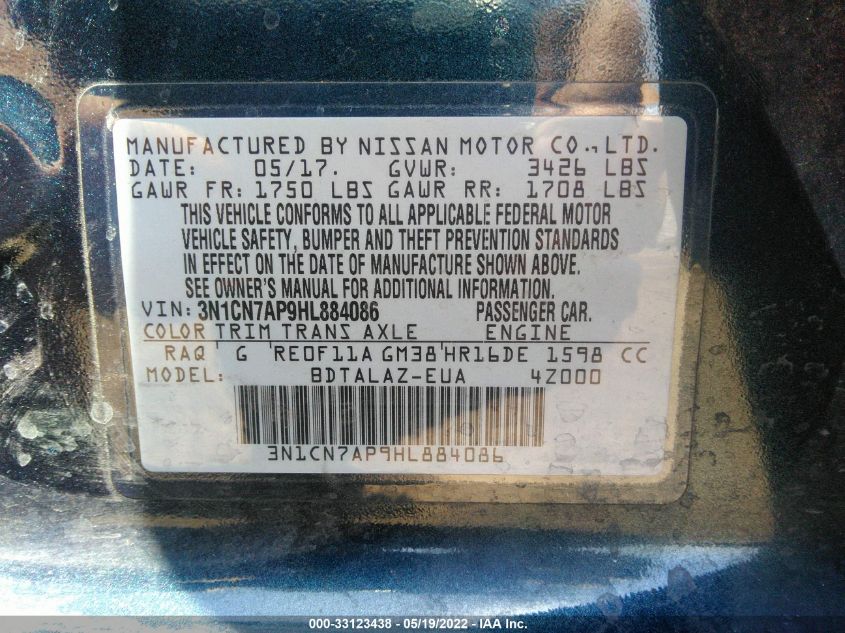 MANUFACTURED BY NISSAN MOTOR CO.,LTD.
DATE: 05/17. GVWR: 3426 LBS
GAWR FR: 1750 LBS GAWR RR: 1708 LBS
THIS VEHICLE CONFORMS TO ALL APPLICABLE FEDERAL MOTOR
VEHICLE SAFETY, BUMPER AND THEFT PREVENTION STANDARDS
IN EFFECT ON THE DATE OF MANUFACTURE SHOWN ABOVE.
SEE OWNER'S MANUAL FOR ADDITIONAL INFORMATION.
VIN: 3N1CN7AP9HL884086 PASSENGER CAR.
COLOR TRIM TRANS AXLE ENGINE
RAQ G RE0F11A GM38 HR16DE 1598 CC
MODEL: BDTALAZ-EUA 4Z000
3N1CN7AP9HL884086
000-33123438 - 05/19/2022 - IAA Inc.